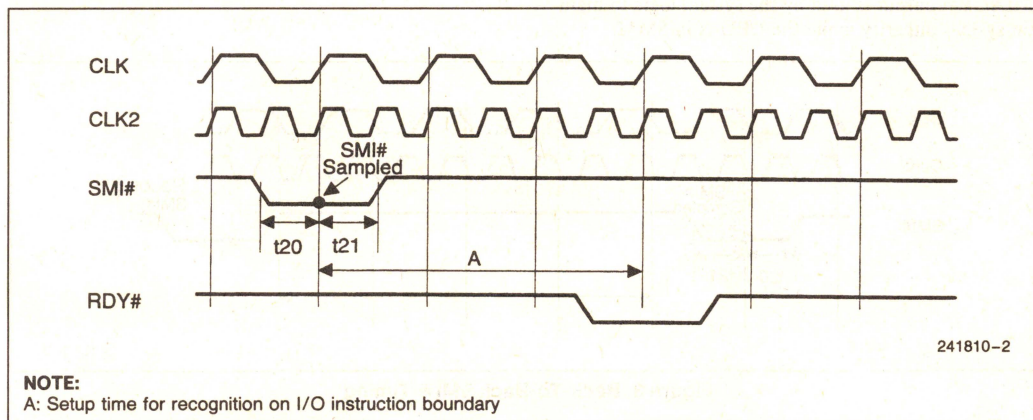 CLK
CLK2
SMI#
Sampled
SMI#
t20
t21
A
RDY#
241810–2
NOTE:
A: Setup time for recognition on I/O instruction boundary